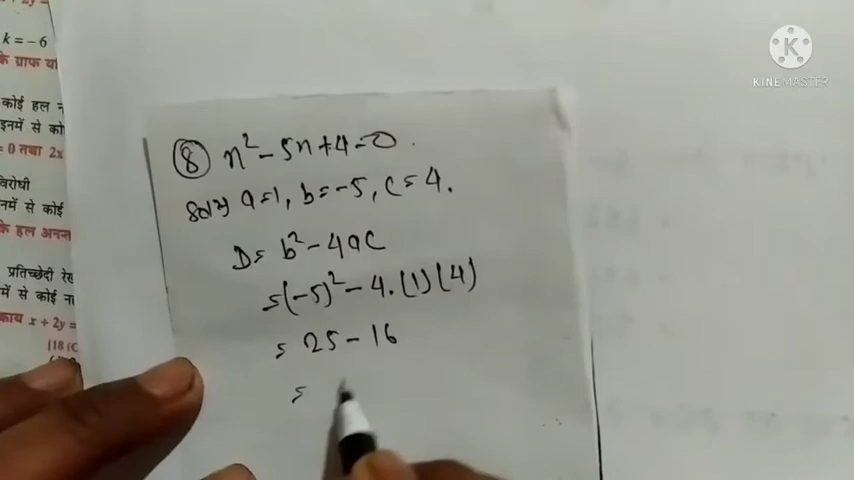 k = – 6
के ग्राफ
कोई हल
इनमें से
= 0 तथा 2x
विरोधी
नमें से कोई
के हल अनन्त
प्रतिच्छेदी
में से कोई
x + 2y =
(18 (C
KINEMASTER
⑧ x² - 5x + 4 = 0.
a = 1, b = -5, c = 4.
D = b² - 4ac
= (-5)² - 4.(1)(4)
= 25 - 16
=